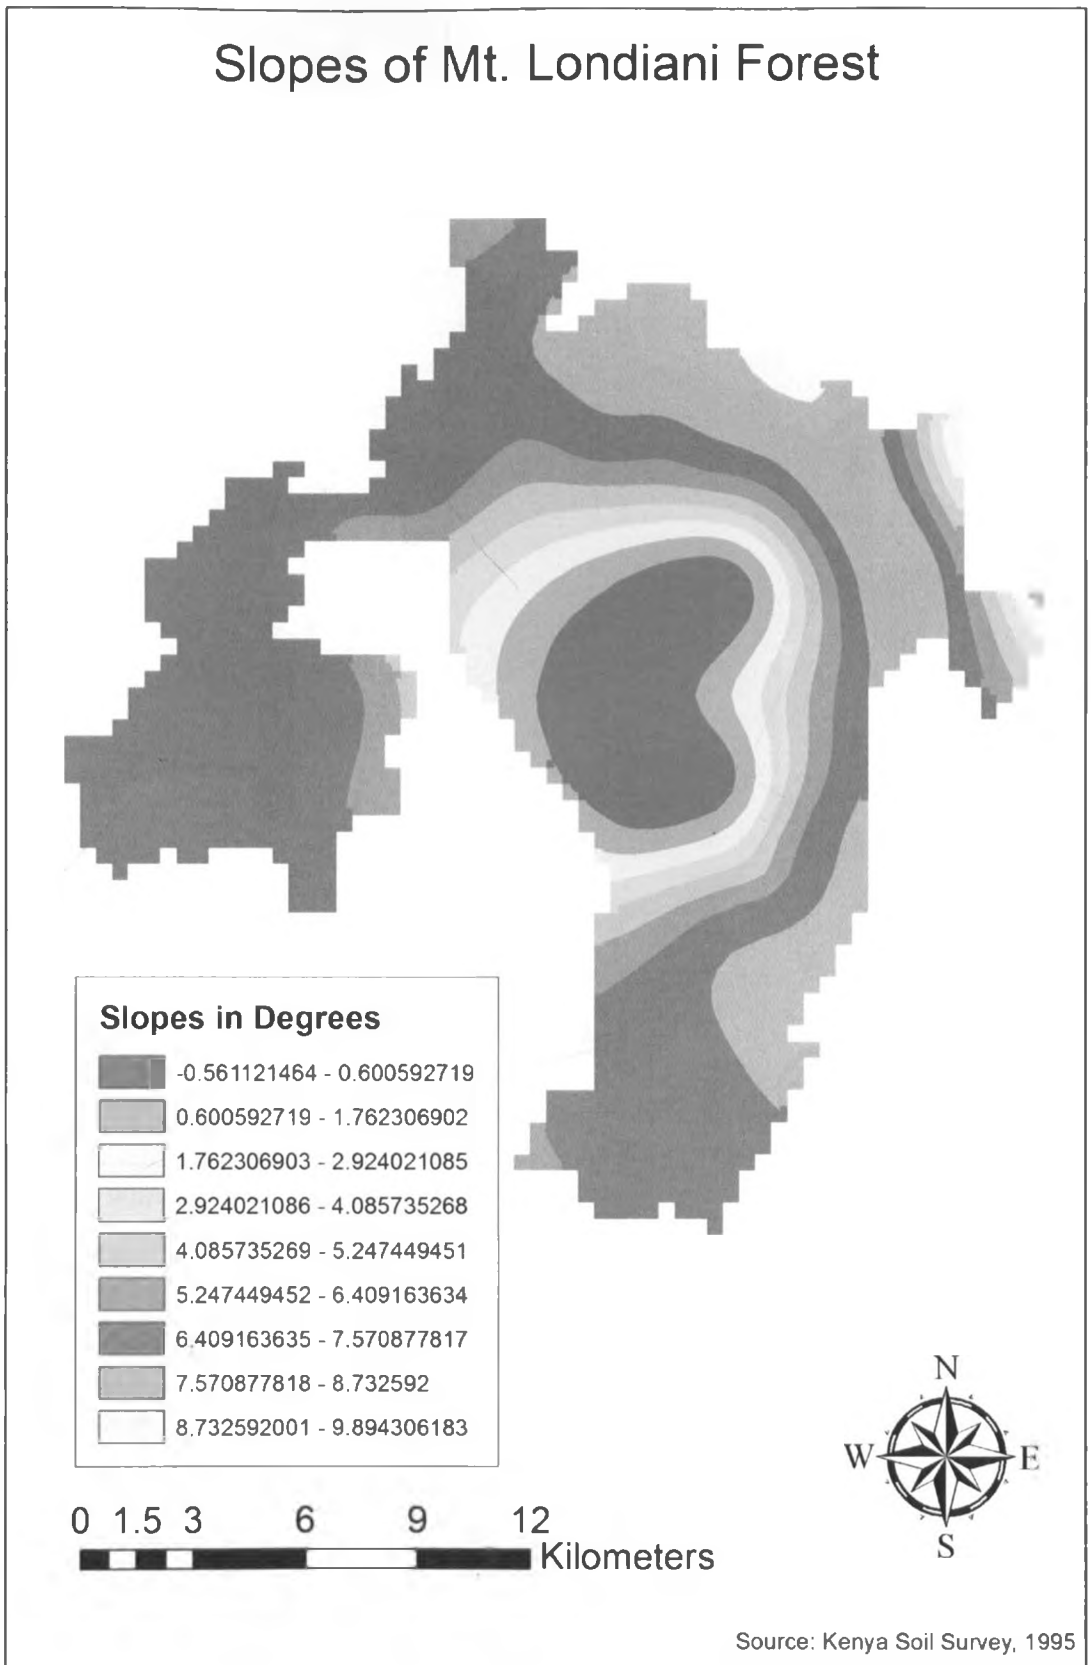 Slopes of Mt. Londiani Forest
Slopes in Degrees
-0.561121464 - 0.600592719
0.600592719 - 1.762306902
1.762306903 - 2.924021085
2.924021086 - 4.085735268
4.085735269 - 5.247449451
5.247449452 - 6.409163634
6.409163635 - 7.570877817
7.570877818 - 8.732592
8.732592001 - 9.894306183
N
W E
S
0 1.5 3 6 9 12
Kilometers
Source: Kenya Soil Survey, 1995